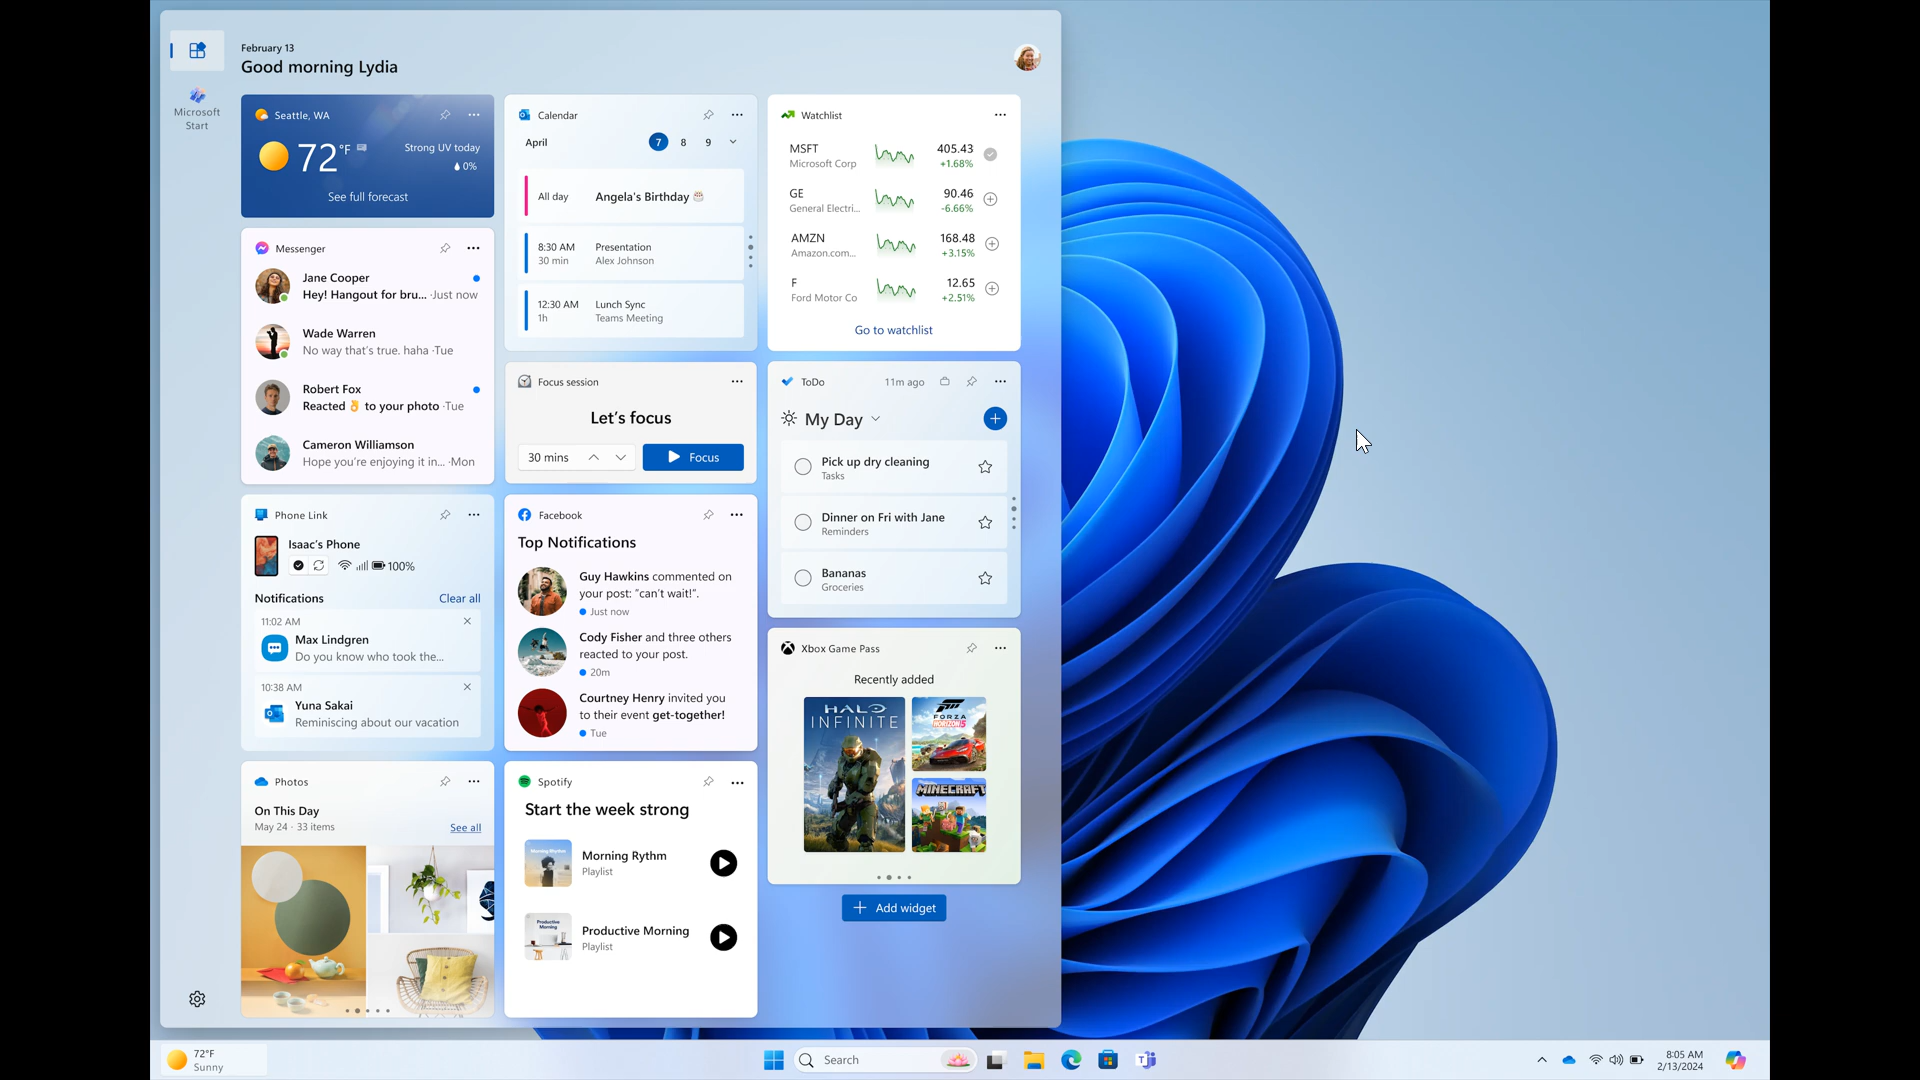 February 13
Good morning Lydia
Microsoft
Start
Seattle, WA
72°F
Strong UV today
0%
See full forecast
Messenger
Jane Cooper
Hey! Hangout for bru... ·Just now
Wade Warren
No way that's true. haha ·Tue
Robert Fox
Reacted to your photo ·Tue
Cameron Williamson
Hope you're enjoying it in... ·Mon
Phone Link
Isaac's Phone
100%
Notifications
Clear all
11:02 AM
Max Lindgren
Do you know who took the...
10:38 AM
Yuna Sakai
Reminiscing about our vacation
Photos
On This Day
May 24 · 33 items
See all
Calendar
April
7 8 9
All day
Angela's Birthday
8:30 AM
30 min
Presentation
Alex Johnson
12:30 AM
1h
Lunch Sync
Teams Meeting
Focus session
Let's focus
30 mins
Focus
Facebook
Top Notifications
Guy Hawkins commented on
your post: "can't wait!".
Just now
Cody Fisher and three others
reacted to your post.
20m
Courtney Henry invited you
to their event get-together!
Tue
Spotify
Start the week strong
Morning Rythm
Playlist
Productive
Morning
Productive Morning
Playlist
Watchlist
MSFT
Microsoft Corp
405.43
+1.68%
GE
General Electri...
90.46
-6.66%
AMZN
Amazon.com...
168.48
+3.15%
F
Ford Motor Co
12.65
+2.51%
Go to watchlist
ToDo
11m ago
My Day
Pick up dry cleaning
Tasks
Dinner on Fri with Jane
Reminders
Bananas
Groceries
Xbox Game Pass
Recently added
HALO
INFINITE
FORZA
HORIZON 5
MINECRAFT
Add widget
72°F
Sunny
Search
8:05 AM
2/13/2024